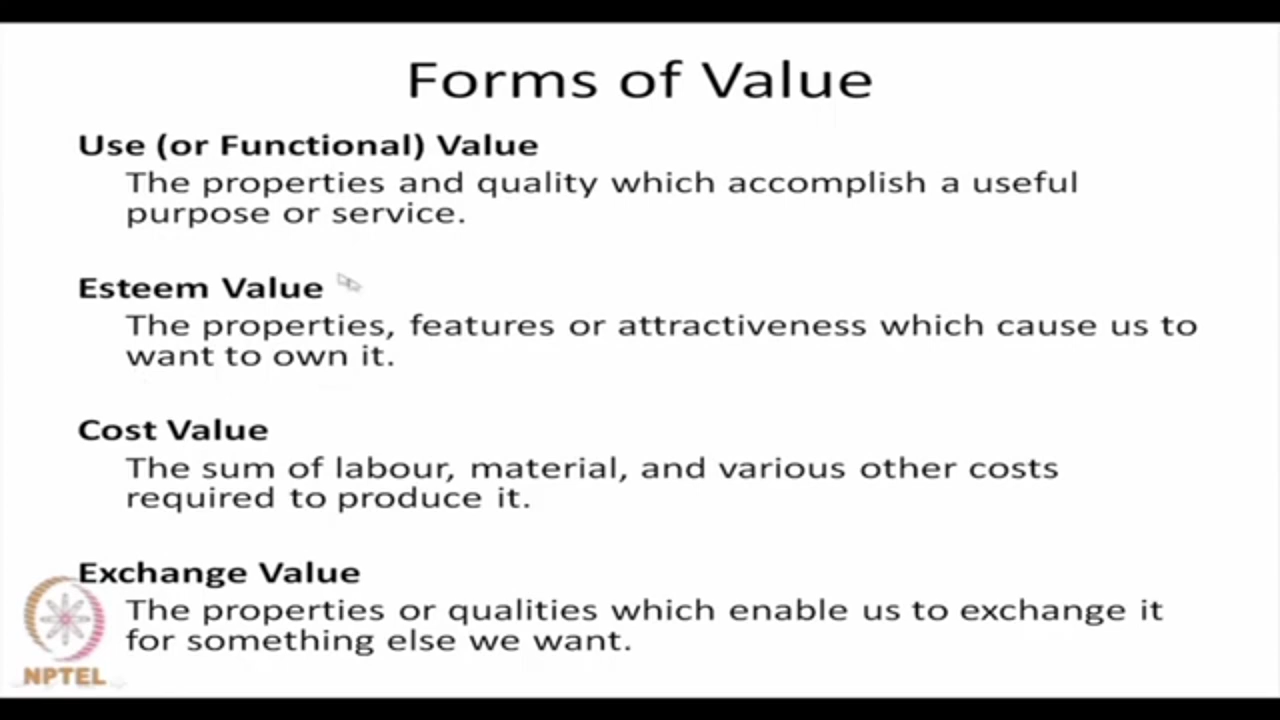 Forms of Value
Use (or Functional) Value
The properties and quality which accomplish a useful
purpose or service.
Esteem Value
The properties, features or attractiveness which cause us to
want to own it.
Cost Value
The sum of labour, material, and various other costs
required to produce it.
Exchange Value
The properties or qualities which enable us to exchange it
for something else we want.
NPTEL